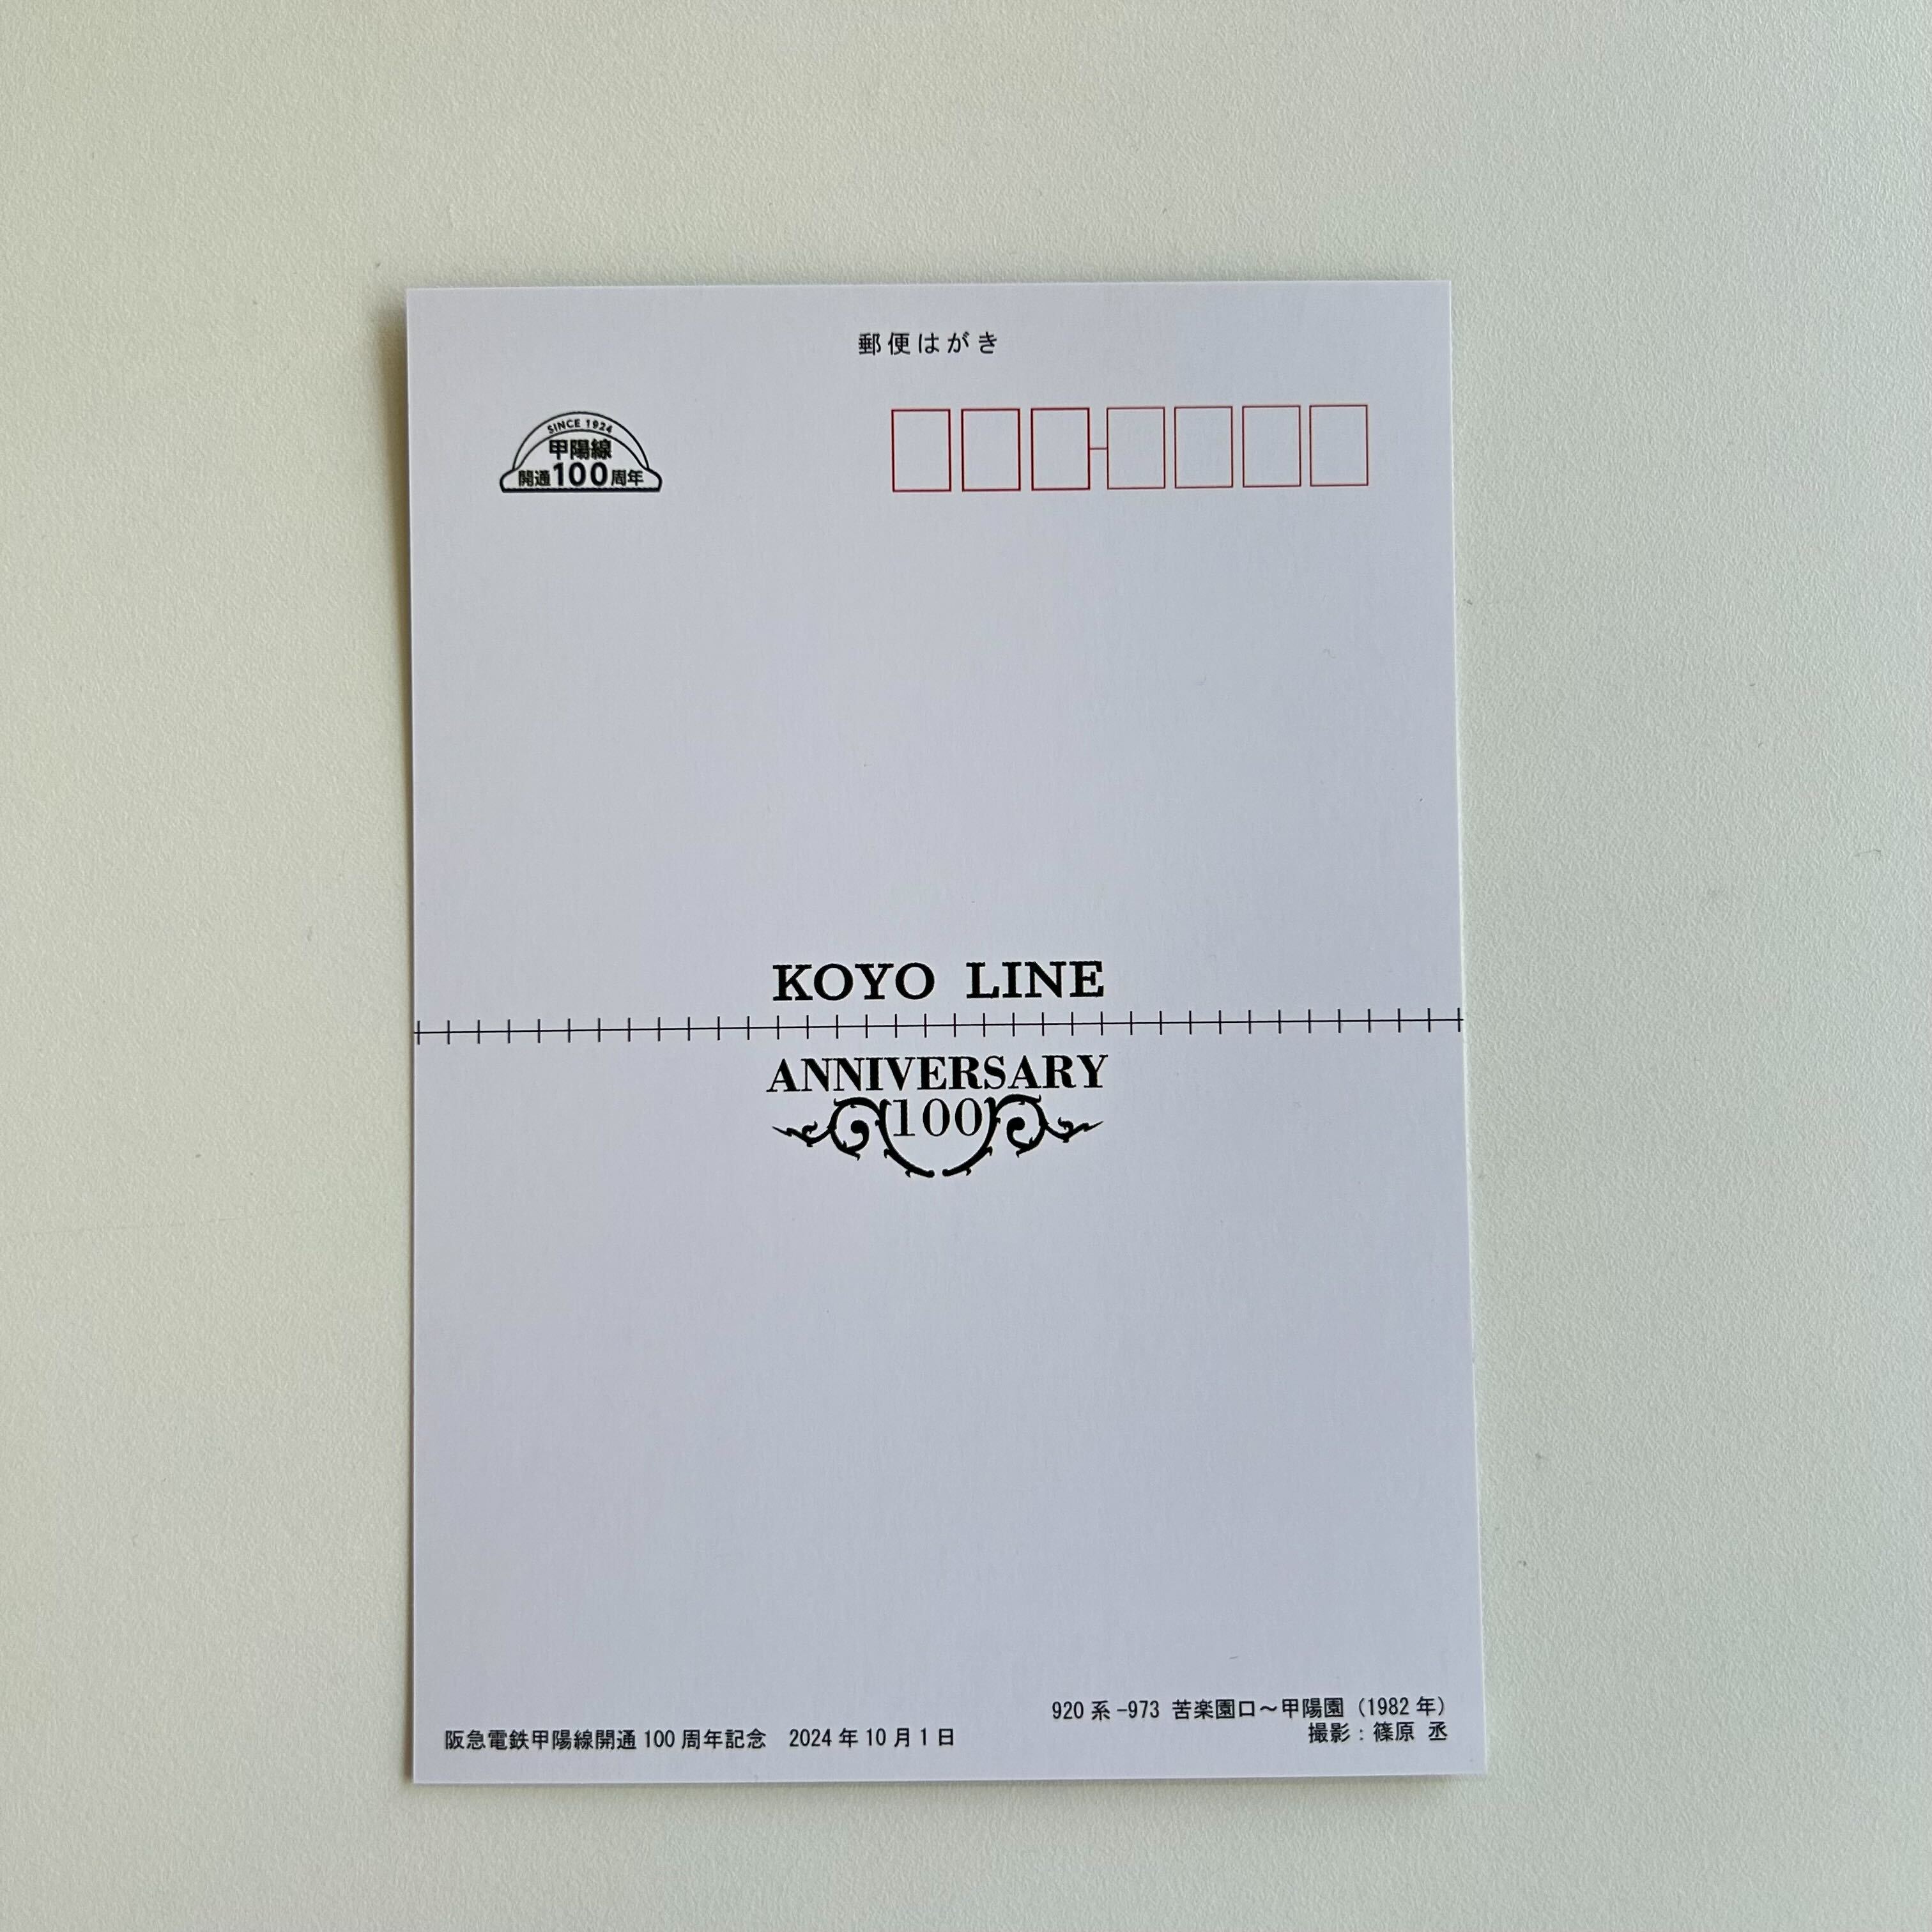 郵便はがき
SINCE 1924
甲陽線
開通100周年
KOYO LINE
ANNIVERSARY
100
920系-973 苦楽園口～甲陽園（1982年）
撮影：篠原 丞
阪急電鉄甲陽線開通100周年記念 2024年10月1日